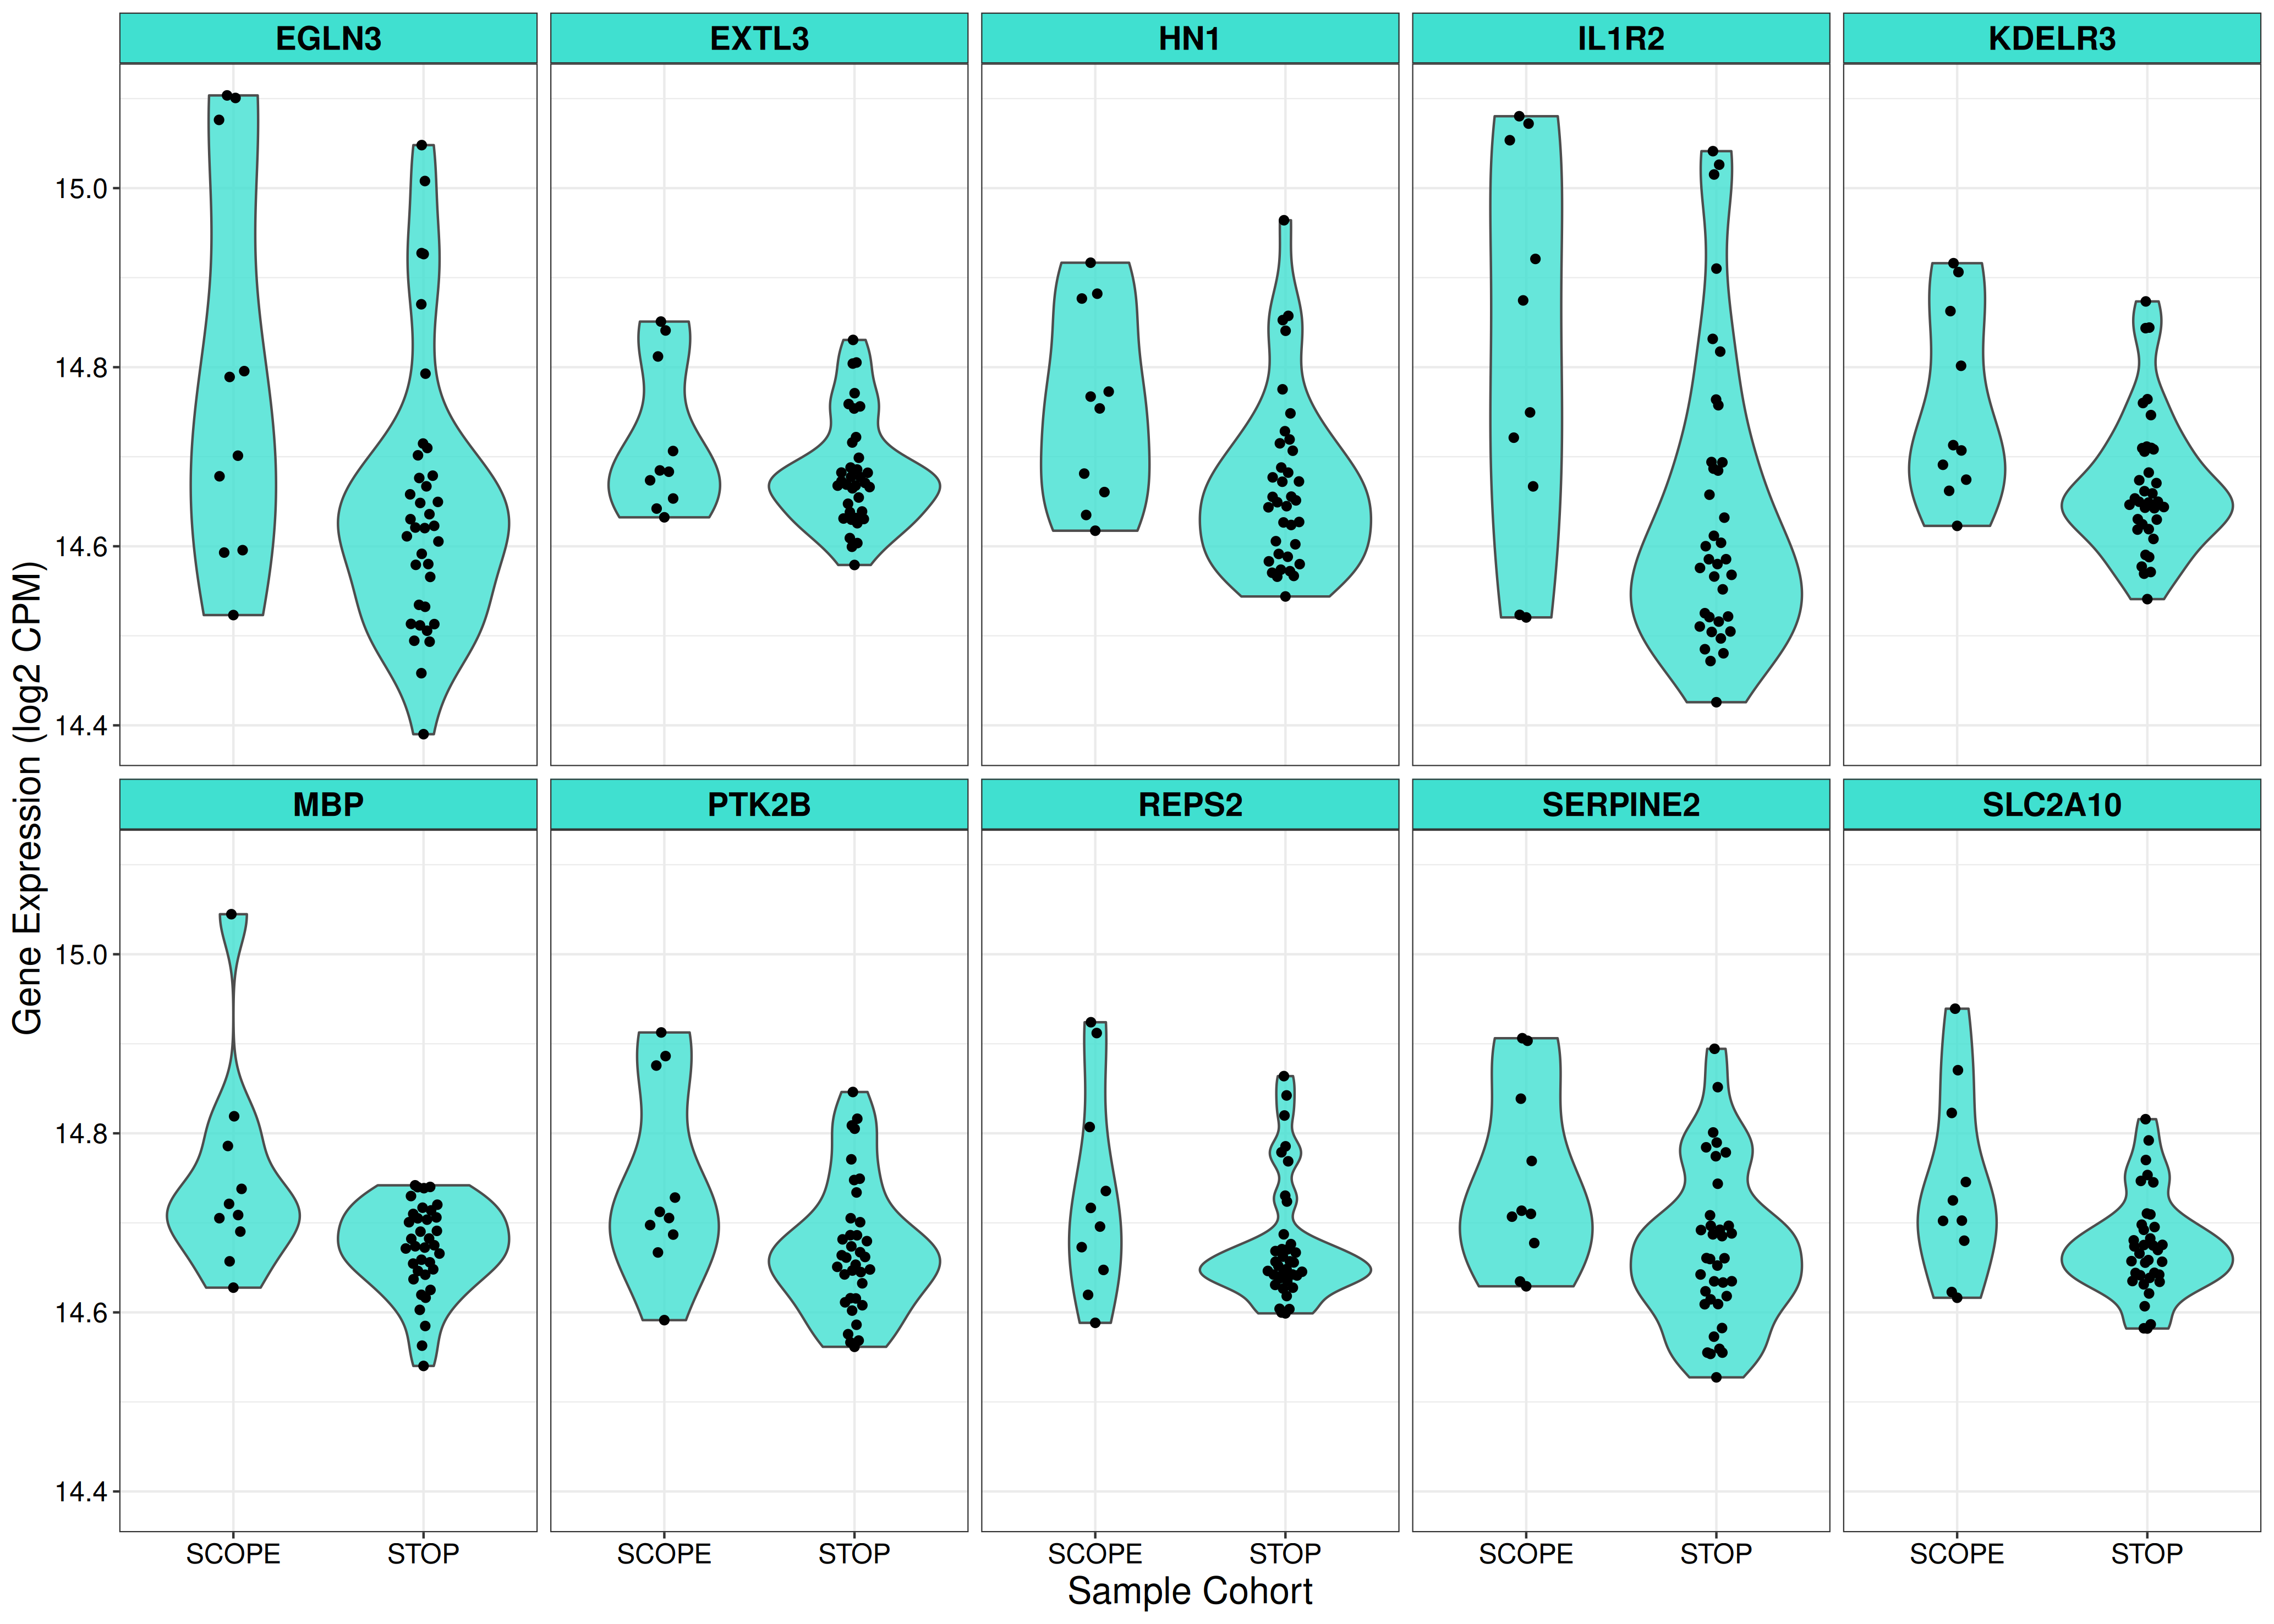 EGLN3 EXTL3 HN1 IL1R2 KDELR3
15.0
14.8
14.6
14.4
Gene Expression (log2 CPM)
MBP PTK2B REPS2 SERPINE2 SLC2A10
15.0
14.8
14.6
14.4
SCOPE STOP SCOPE STOP SCOPE STOP SCOPE STOP SCOPE STOP
Sample Cohort